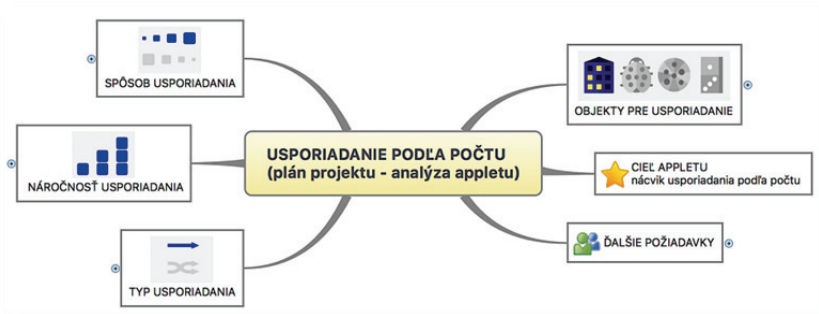 SPÔSOB USPORIADANIA
OBJEKTY PRE USPORIADANIE
USPORIADANIE PODĽA POČTU
(plán projektu - analýza appletu)
NÁROČNOSŤ USPORIADANIA
CIEĽ APPLETU
nácvik usporiadania podľa počtu
ĎALŠIE POŽIADAVKY
TYP USPORIADANIA